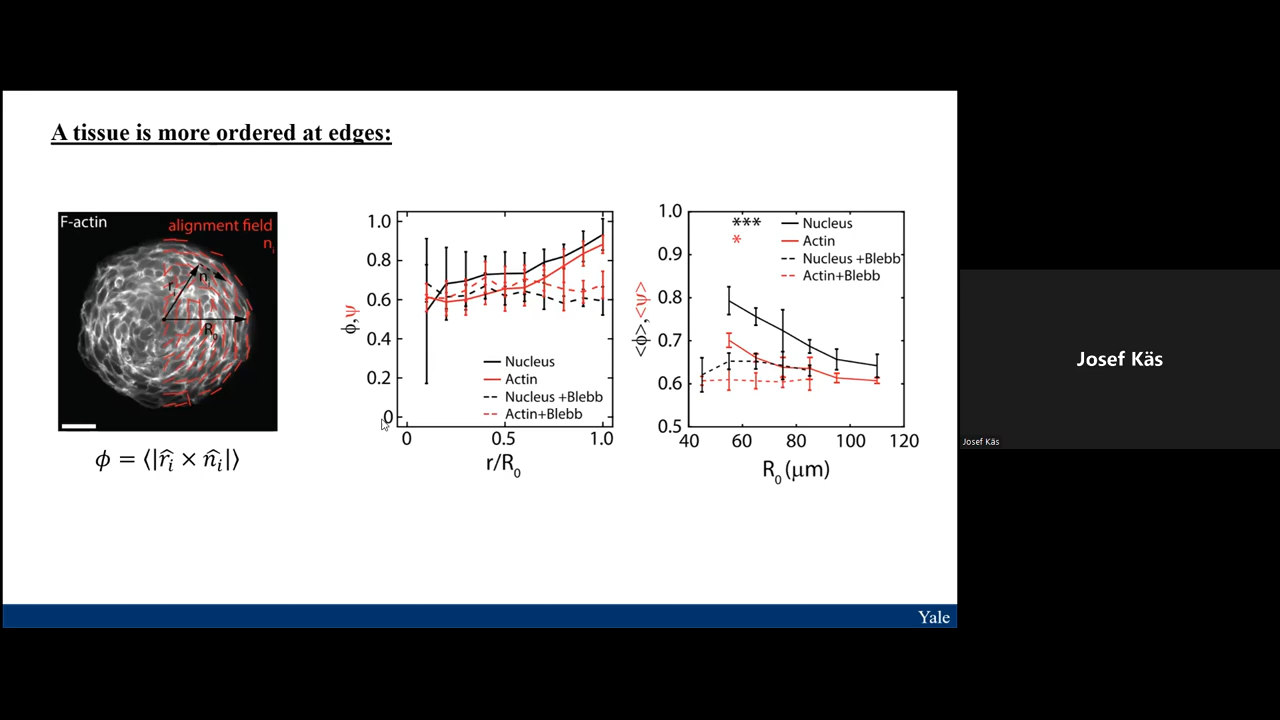 A tissue is more ordered at edges:
F-actin
alignment field
n_i
n_i
r_i
R_0
ϕ = ⟨|r̂_i × n̂_i|⟩
ϕ, ψ
1.0
0.8
0.6
0.4
0.2
0
Nucleus
Actin
Nucleus +Blebb
Actin+Blebb
0 0.5 1.0
r/R_0
<ϕ>, <ψ>
1.0
0.9
0.8
0.7
0.6
0.5
***
*
Nucleus
Actin
Nucleus +Blebb
Actin+Blebb
40 60 80 100 120
R_0 (μm)
Yale
Josef Käs
Josef Käs